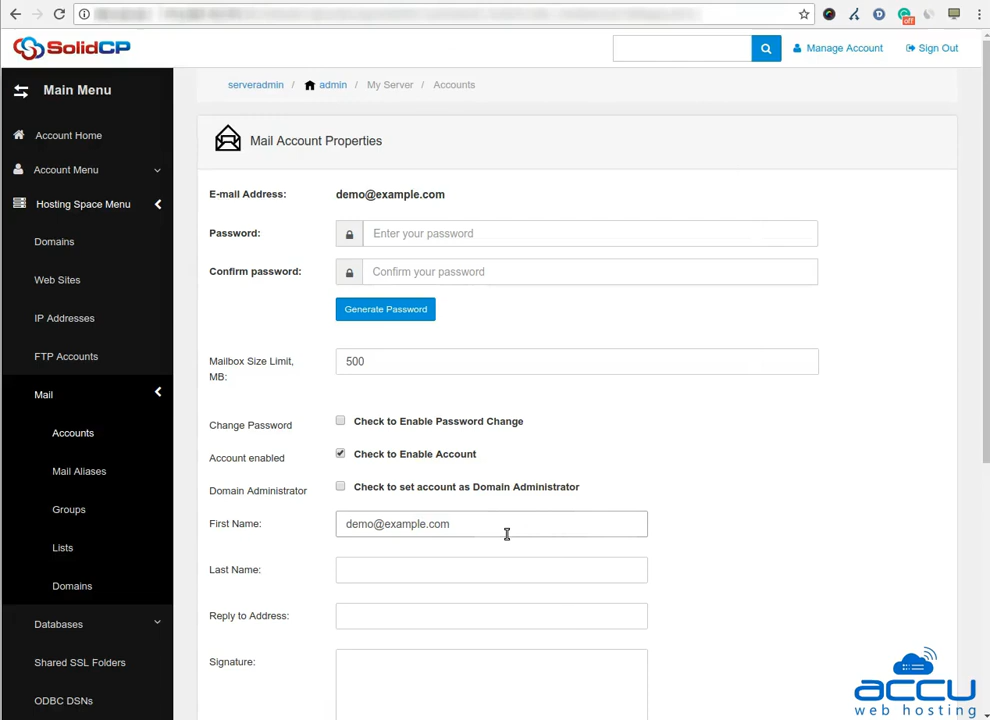 off
SolidCP
Manage Account
Sign Out
Main Menu
serveradmin / admin / My Server / Accounts
Account Home
Mail Account Properties
Account Menu
E-mail Address: demo@example.com
Hosting Space Menu
Password: Enter your password
Domains
Confirm password: Confirm your password
Web Sites
Generate Password
IP Addresses
FTP Accounts
Mailbox Size Limit, 500
MB:
Mail
Change Password Check to Enable Password Change
Accounts
Account enabled Check to Enable Account
Mail Aliases
Domain Administrator Check to set account as Domain Administrator
Groups
First Name: demo@example.com
Lists
Last Name:
Domains
Reply to Address:
Databases
Shared SSL Folders
Signature:
ODBC DSNs
accu
web hosting